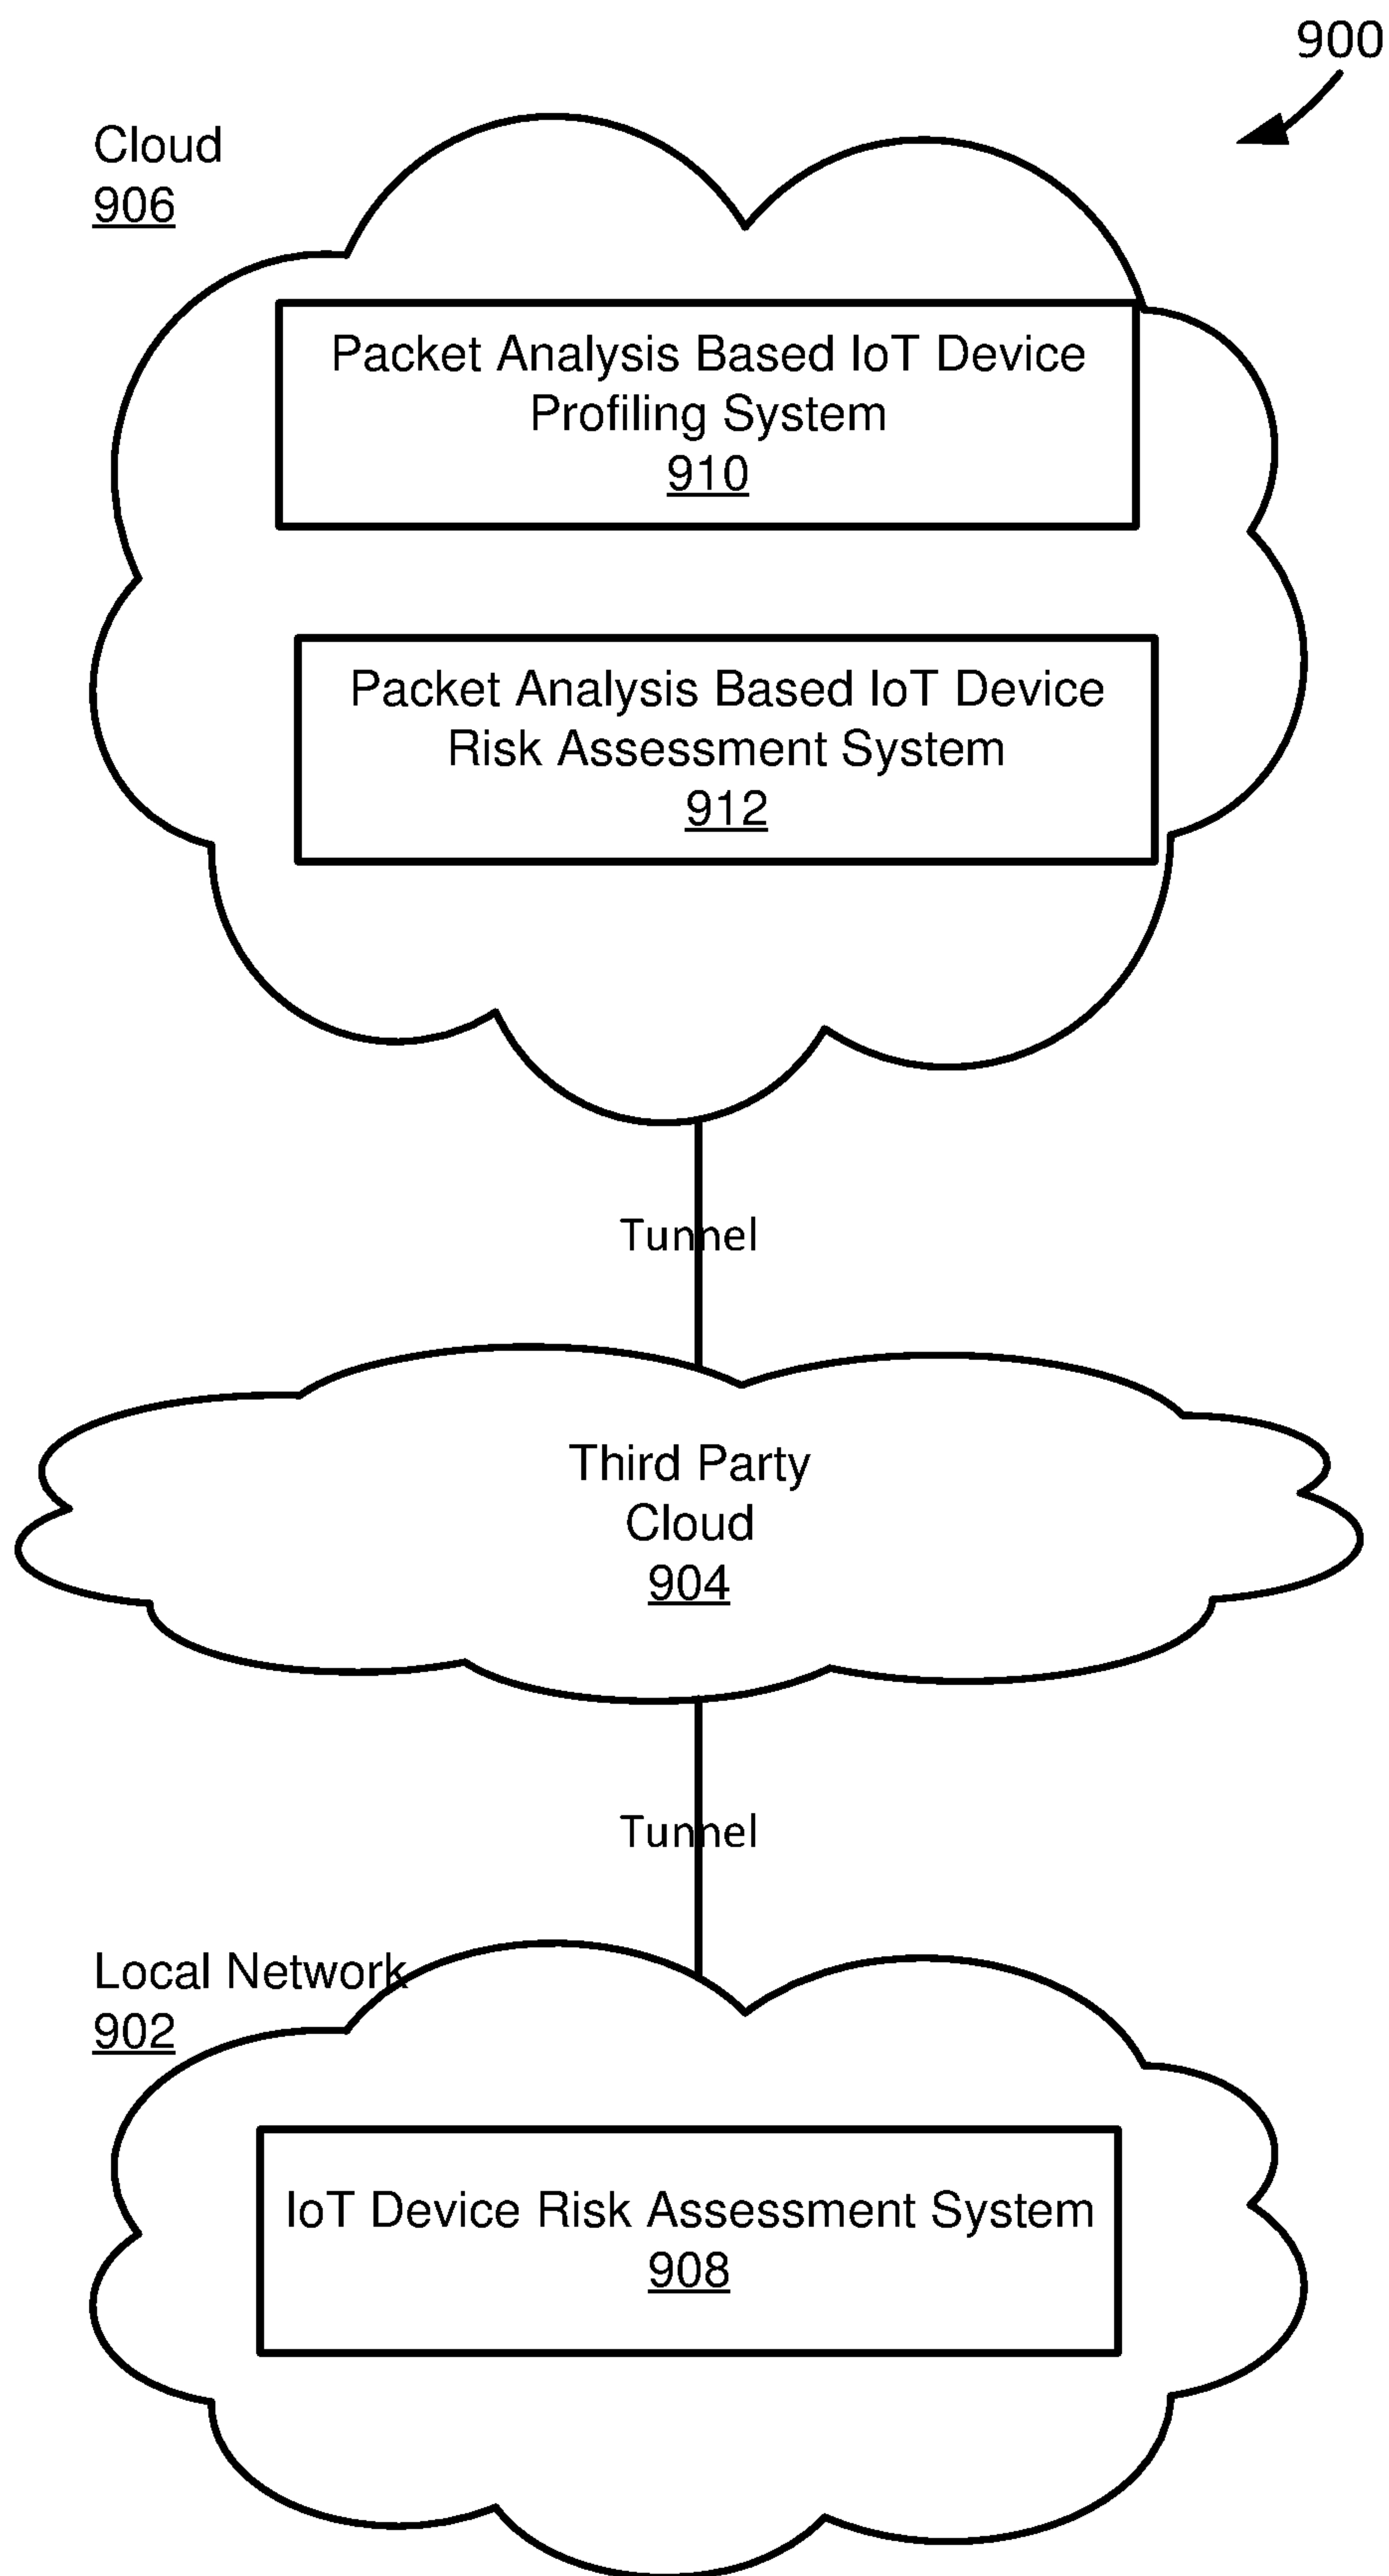 900
Cloud
906
Packet Analysis Based IoT Device
Profiling System
910
Packet Analysis Based IoT Device
Risk Assessment System
912
Tunnel
Third Party
Cloud
904
Tunnel
Local Network
902
IoT Device Risk Assessment System
908